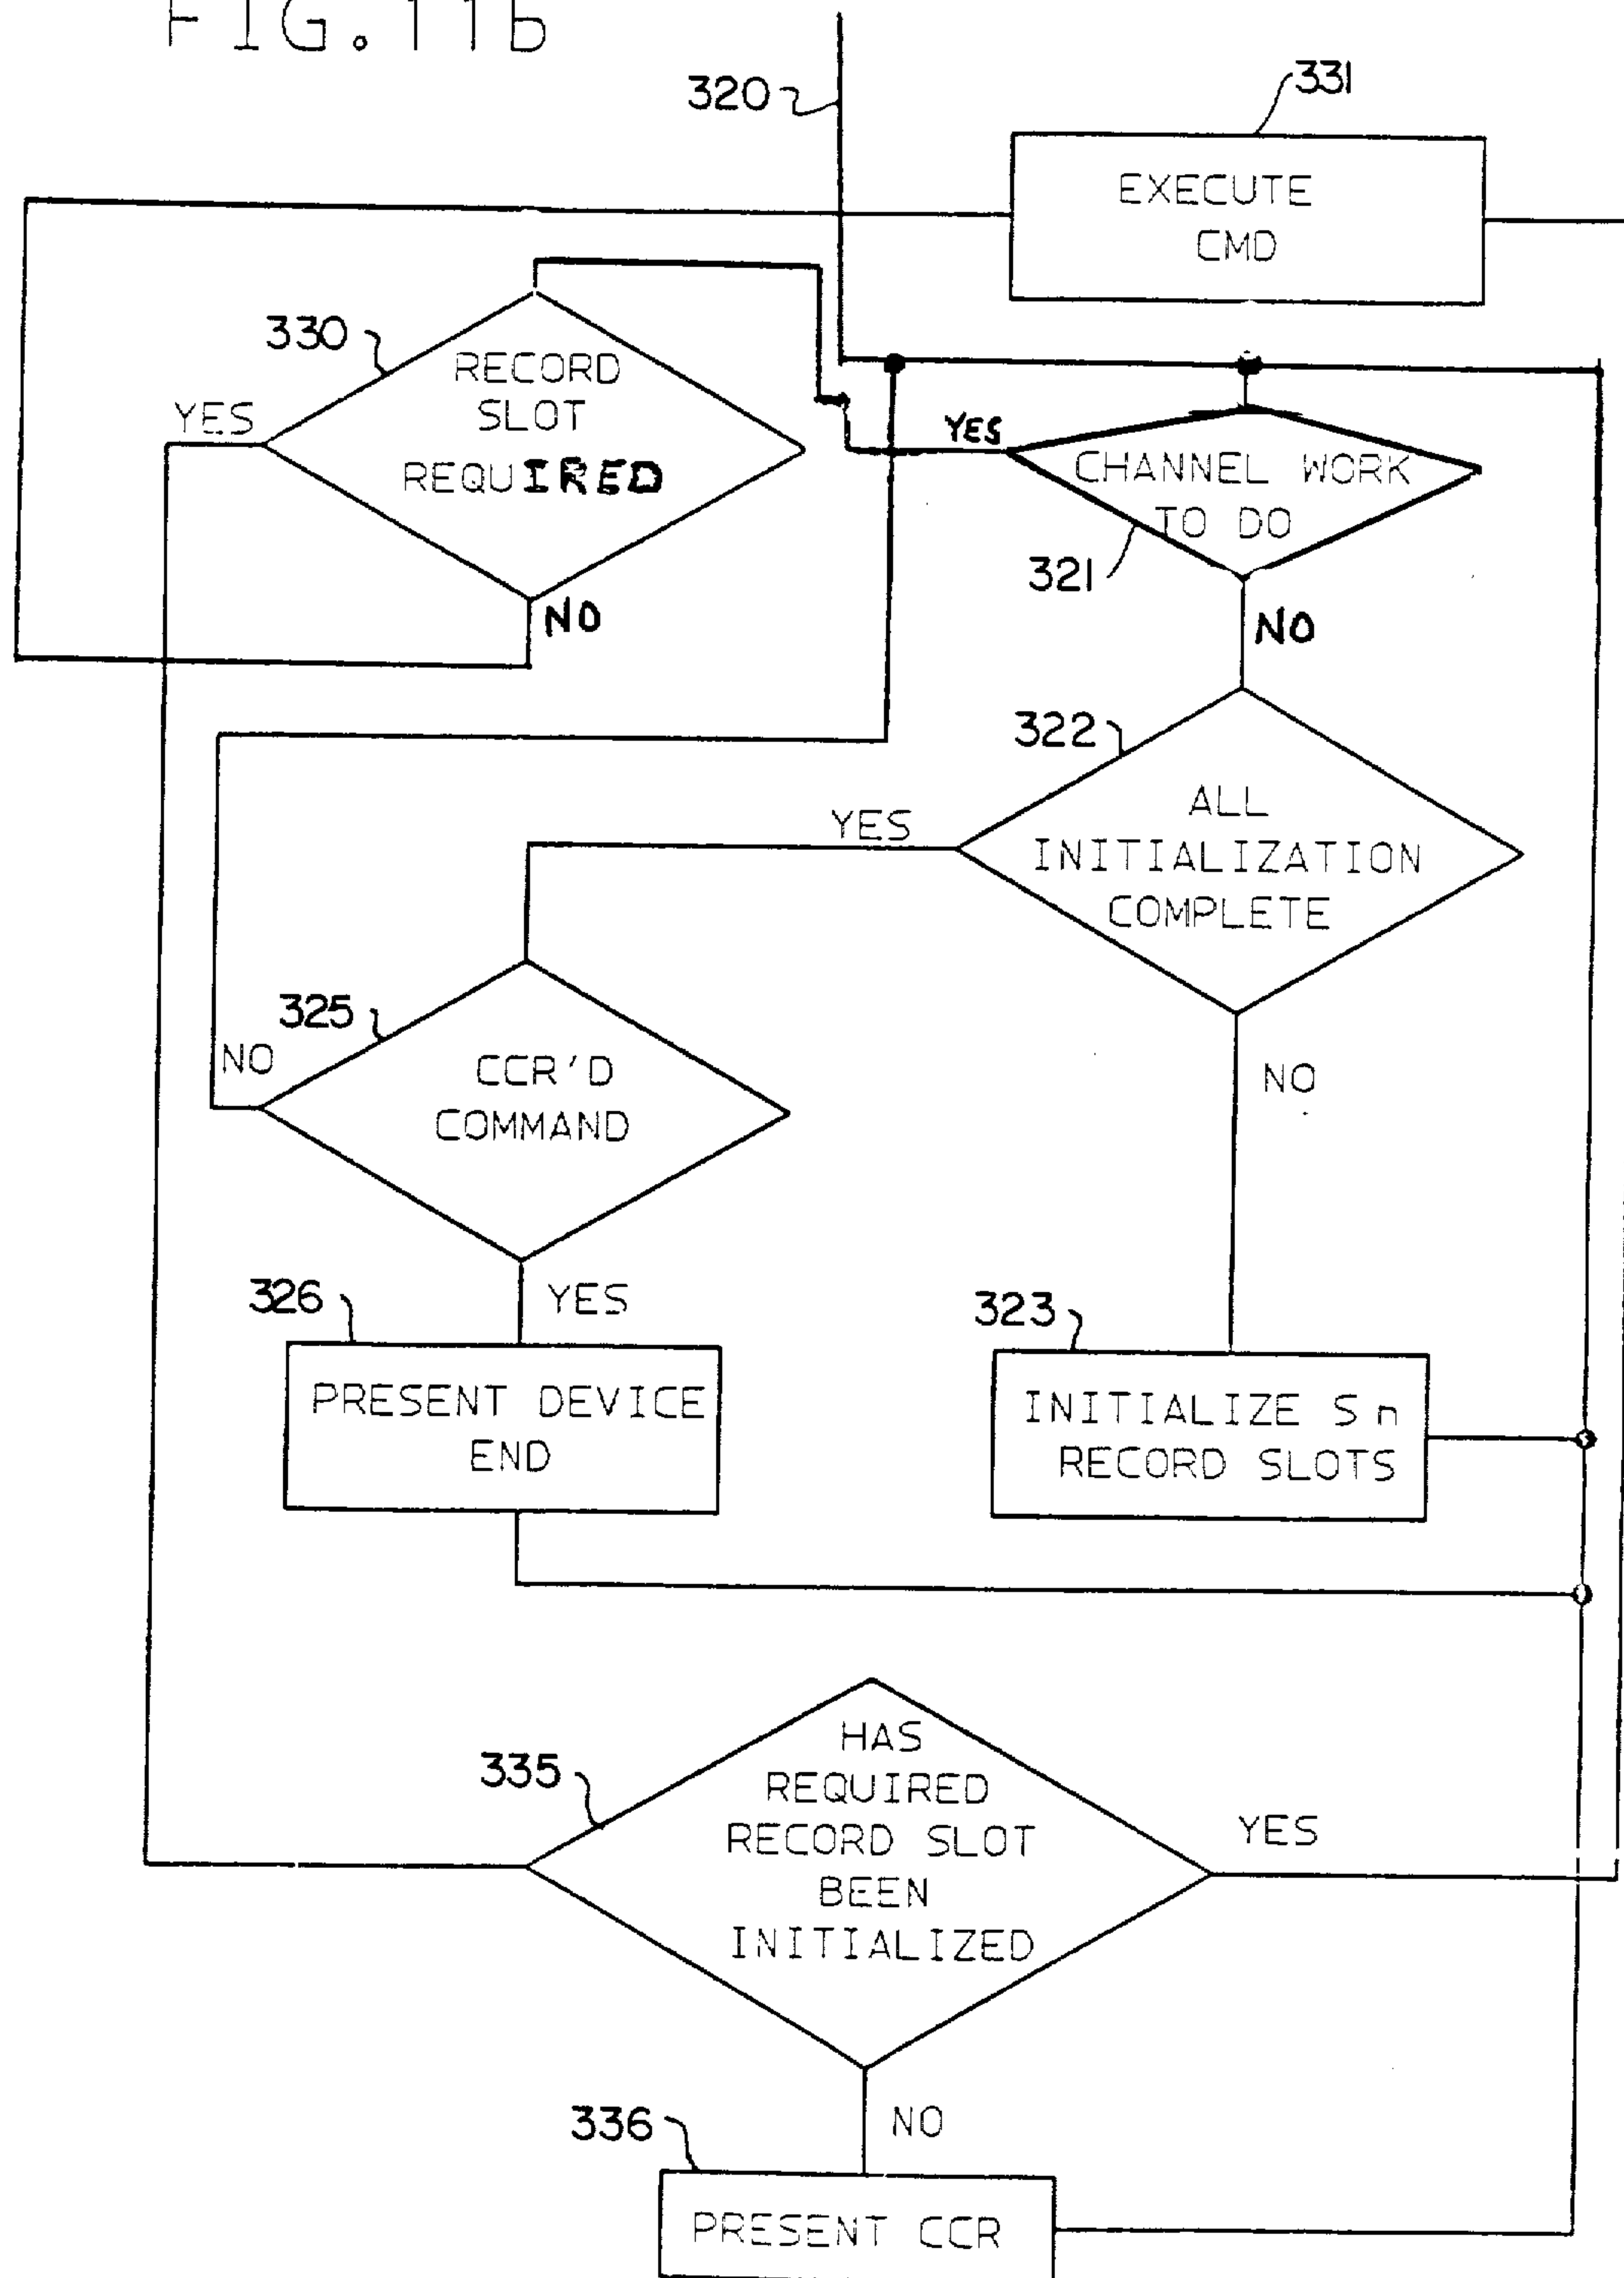 FIG.11b
320
331
EXECUTE
CMD
330
RECORD
SLOT
REQUIRED
YES
NO
YES
CHANNEL WORK
TO DO
321
NO
322
ALL
INITIALIZATION
COMPLETE
YES
NO
325
CCR'D
COMMAND
NO
YES
326
PRESENT DEVICE
END
323
INITIALIZE Sn
RECORD SLOTS
335
HAS
REQUIRED
RECORD SLOT
BEEN
INITIALIZED
YES
NO
336
PRESENT CCR